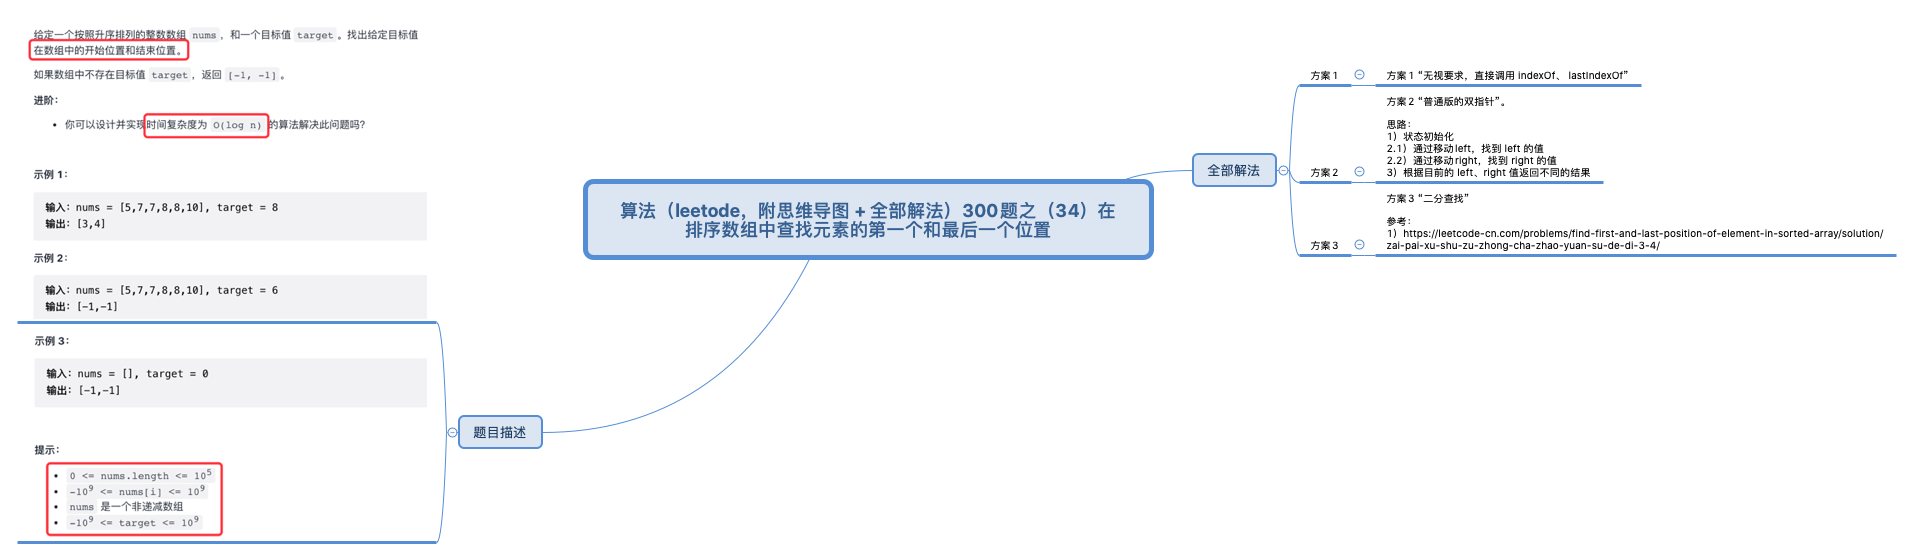 给定一个按照升序排列的整数数组 nums，和一个目标值 target。找出给定目标值
在数组中的开始位置和结束位置。
如果数组中不存在目标值 target，返回 [-1, -1]。
进阶：
• 你可以设计并实现时间复杂度为 O(log n) 的算法解决此问题吗？
示例 1：
输入：nums = [5,7,7,8,8,10], target = 8
输出：[3,4]
示例 2：
输入：nums = [5,7,7,8,8,10], target = 6
输出：[-1,-1]
示例 3：
输入：nums = [], target = 0
输出：[-1,-1]
提示：
• 0 <= nums.length <= 10^5
• -10^9 <= nums[i] <= 10^9
• nums 是一个非递减数组
• -10^9 <= target <= 10^9
题目描述
算法（leetode，附思维导图 + 全部解法）300题之（34）在
排序数组中查找元素的第一个和最后一个位置
全部解法
方案 1
方案 1 “无视要求，直接调用 indexOf、 lastIndexOf”
方案 2
方案 2 “普通版的双指针”。
思路：
1）状态初始化
2.1）通过移动left，找到 left 的值
2.2）通过移动right，找到 right 的值
3）根据目前的 left、right 值返回不同的结果
方案 3
方案 3 “二分查找”
参考：
1）https://leetcode-cn.com/problems/find-first-and-last-position-of-element-in-sorted-array/solution/
zai-pai-xu-shu-zu-zhong-cha-zhao-yuan-su-de-di-3-4/